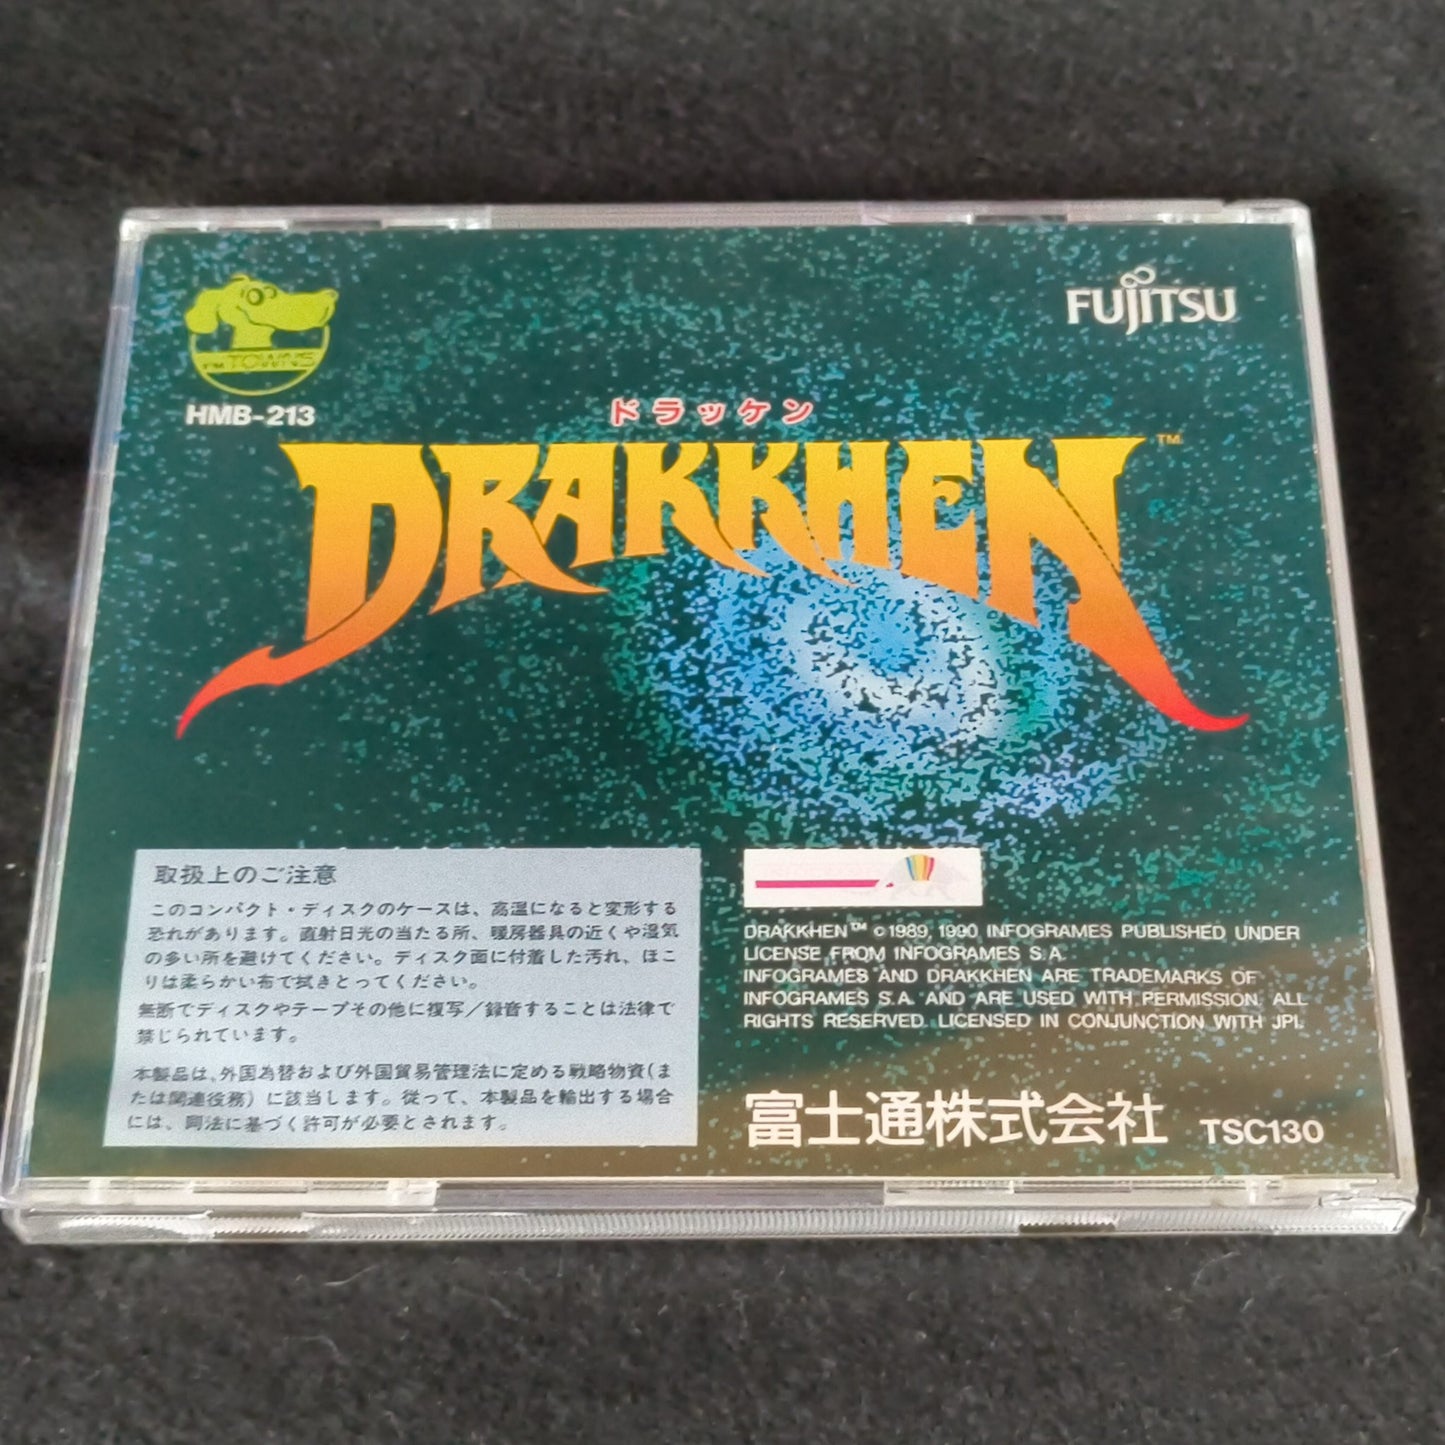 FM TOWNS
HMB-213
FUJITSU
ドラッケン
DRAKKHEN™
取扱上のご注意
このコンパクト・ディスクのケースは、高温になると変形する
恐れがあります。直射日光の当たる所、暖房器具の近くや湿気
の多い所を避けてください。ディスク面に付着した汚れ、ほこ
りは柔らかい布で拭きとってください。
無断でディスクやテープその他に複写／録音することは法律で
禁じられています。
本製品は、外国為替および外国貿易管理法に定める戦略物資(ま
たは関連役務) に該当します。従って、本製品を輸出する場合
には、同法に基づく許可が必要とされます。
DRAKKHEN™ ©1989, 1990 INFOGRAMES PUBLISHED UNDER
LICENSE FROM INFOGRAMES S.A.
INFOGRAMES AND DRAKKHEN ARE TRADEMARKS OF
INFOGRAMES S.A. AND ARE USED WITH PERMISSION. ALL
RIGHTS RESERVED. LICENSED IN CONJUNCTION WITH JPI.
富士通株式会社 TSC130